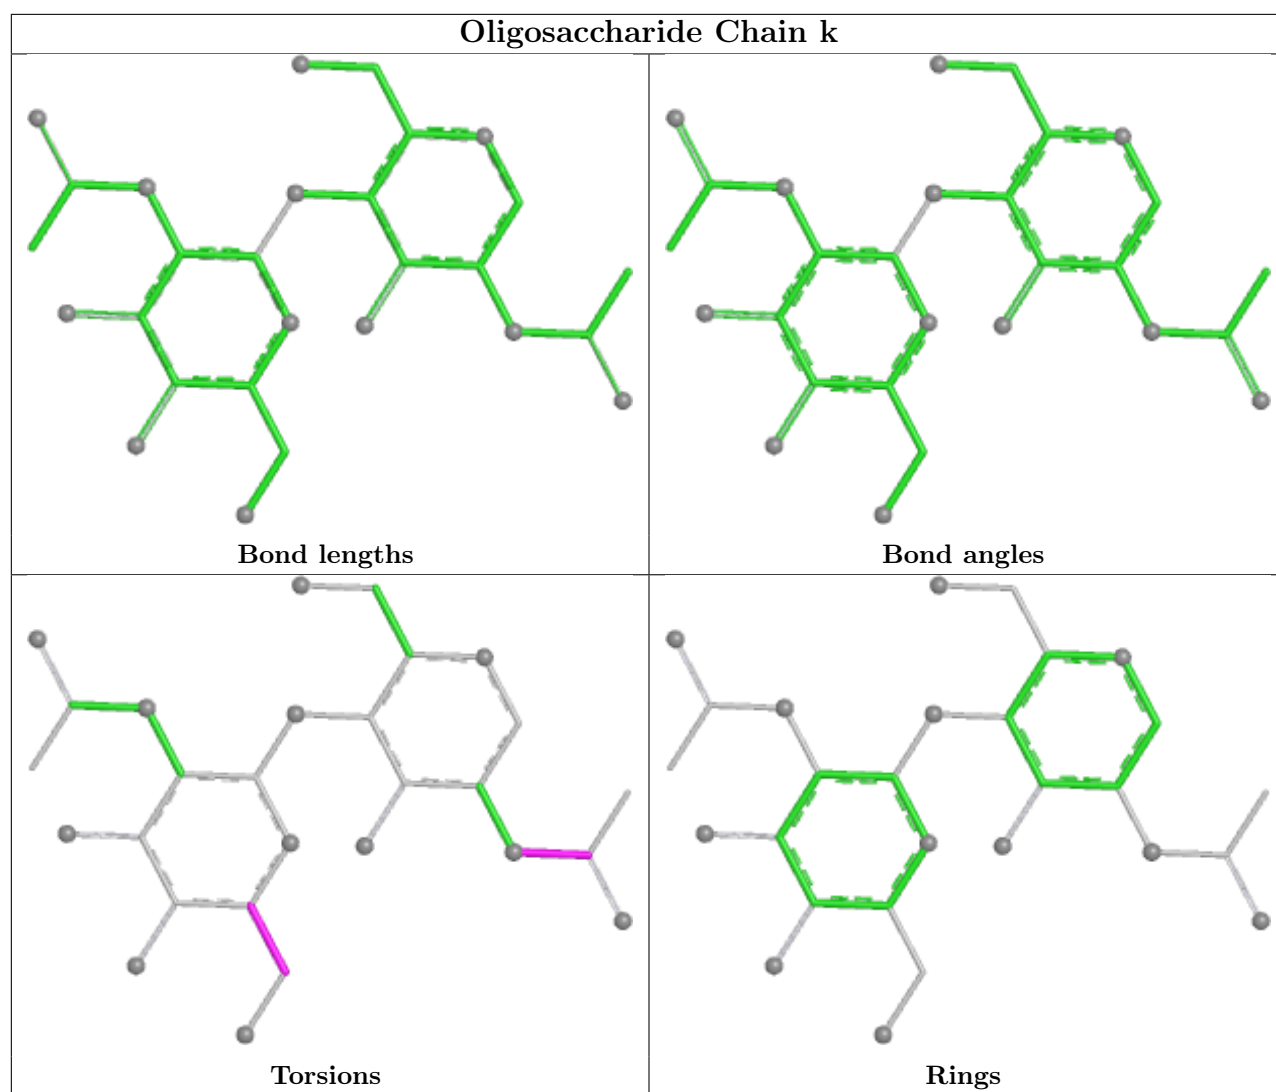 Oligosaccharide Chain k
Bond lengths
Bond angles
Torsions
Rings